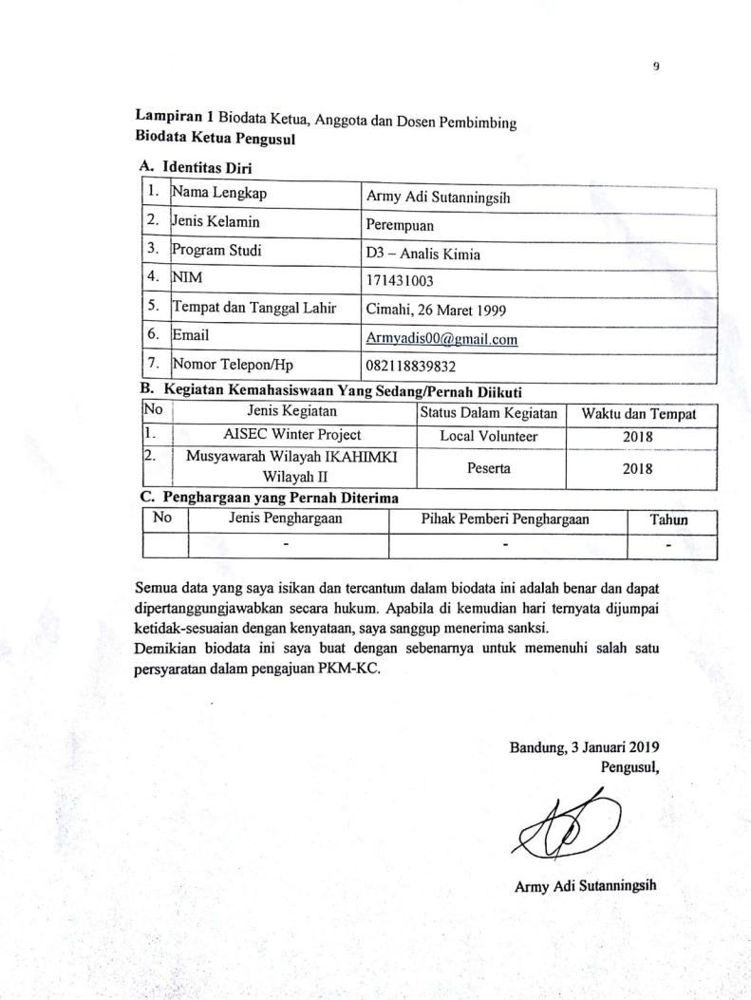 9
Lampiran 1 Biodata Ketua, Anggota dan Dosen Pembimbing
Biodata Ketua Pengusul
A. Identitas Diri
1. Nama Lengkap Army Adi Sutanningsih
2. Jenis Kelamin Perempuan
3. Program Studi D3 – Analis Kimia
4. NIM 171431003
5. Tempat dan Tanggal Lahir Cimahi, 26 Maret 1999
6. Email Armyadis00@gmail.com
7. Nomor Telepon/Hp 082118839832
B. Kegiatan Kemahasiswaan Yang Sedang/Pernah Diikuti
No Jenis Kegiatan Status Dalam Kegiatan Waktu dan Tempat
1. AISEC Winter Project Local Volunteer 2018
2. Musyawarah Wilayah IKAHIMKI
Wilayah II Peserta 2018
C. Penghargaan yang Pernah Diterima
No Jenis Penghargaan Pihak Pemberi Penghargaan Tahun
- - -
Semua data yang saya isikan dan tercantum dalam biodata ini adalah benar dan dapat
dipertanggungjawabkan secara hukum. Apabila di kemudian hari ternyata dijumpai
ketidak-sesuaian dengan kenyataan, saya sanggup menerima sanksi.
Demikian biodata ini saya buat dengan sebenarnya untuk memenuhi salah satu
persyaratan dalam pengajuan PKM-KC.
Bandung, 3 Januari 2019
Pengusul,
Army Adi Sutanningsih